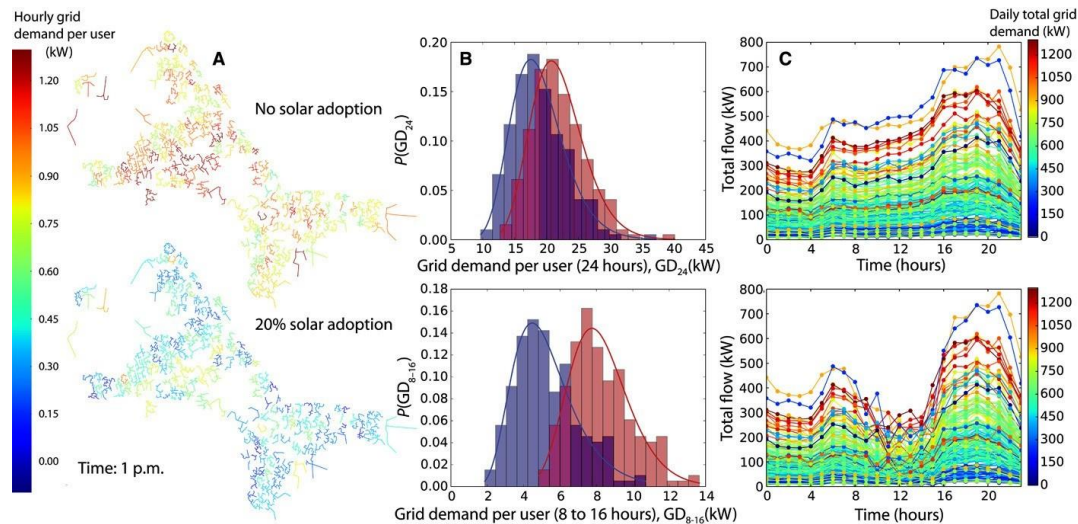 Hourly grid
demand per user
(kW)
1.20
1.05
0.90
0.75
0.60
0.45
0.30
0.15
0.00
A
No solar adoption
20% solar adoption
Time: 1 p.m.
B
P(GD24)
0.20
0.15
0.10
0.05
0.00
5 10 15 20 25 30 35 40 45
Grid demand per user (24 hours), GD24(kW)
P(GD8–16)
0.18
0.16
0.14
0.12
0.10
0.08
0.06
0.04
0.02
0.00
0 2 4 6 8 10 12 14
Grid demand per user (8 to 16 hours), GD8-16(kW)
C
Total flow (kW)
800
700
600
500
400
300
200
100
0
0 4 8 12 16 20
Time (hours)
Daily total grid
demand (kW)
1200
1050
900
750
600
450
300
150
0
Total flow (kW)
800
700
600
500
400
300
200
100
0
0 4 8 12 16 20
Time (hours)
1200
1050
900
750
600
450
300
150
0